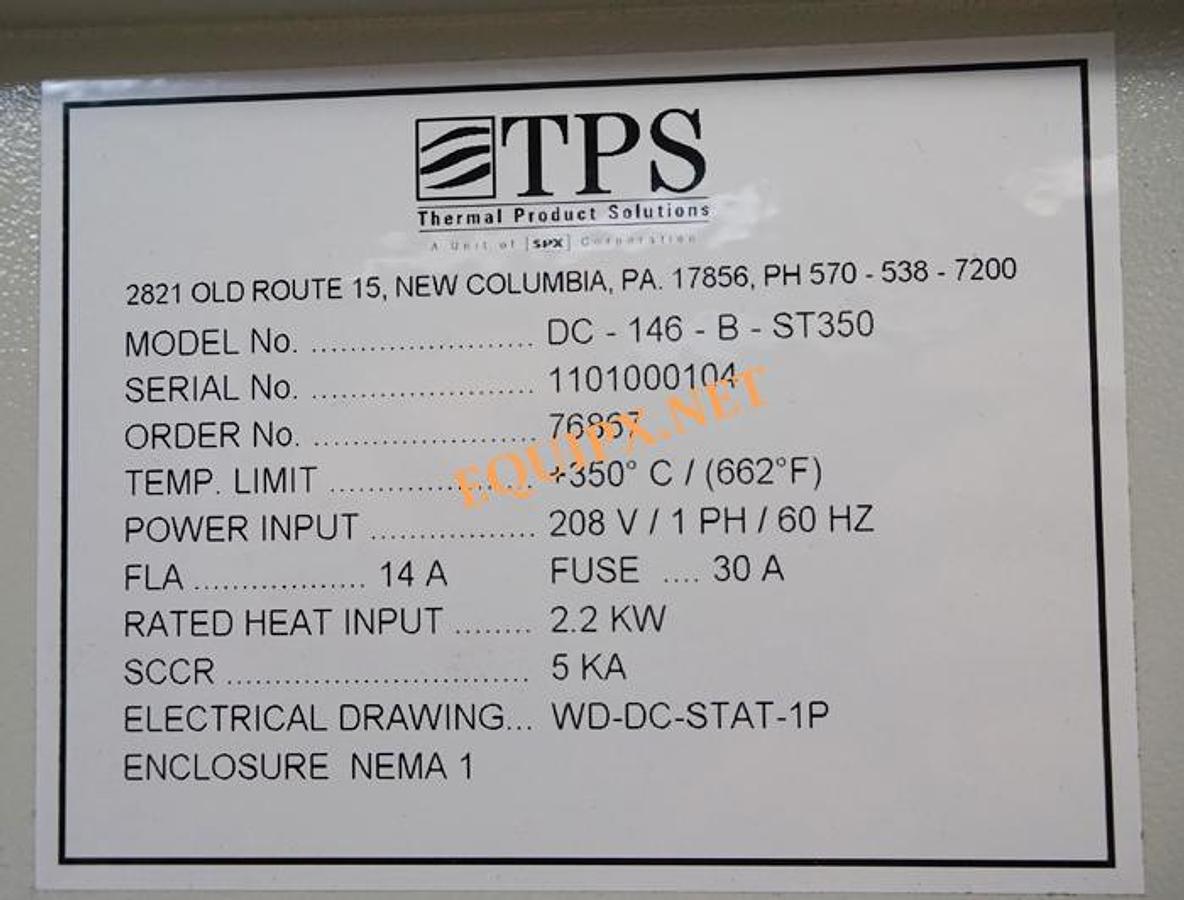 TPS
Thermal Product Solutions
A Unit of [SPX] Corporation
2821 OLD ROUTE 15, NEW COLUMBIA, PA. 17856, PH 570 - 538 - 7200
MODEL No. ....................... DC - 146 - B - ST350
SERIAL No. ....................... 1101000104
ORDER No. ....................... 76867
EQUIPX.NET
TEMP. LIMIT ..................... +350° C / (662°F)
POWER INPUT ................. 208 V / 1 PH / 60 HZ
FLA .................. 14 A FUSE .... 30 A
RATED HEAT INPUT ........ 2.2 KW
SCCR ............................... 5 KA
ELECTRICAL DRAWING... WD-DC-STAT-1P
ENCLOSURE NEMA 1